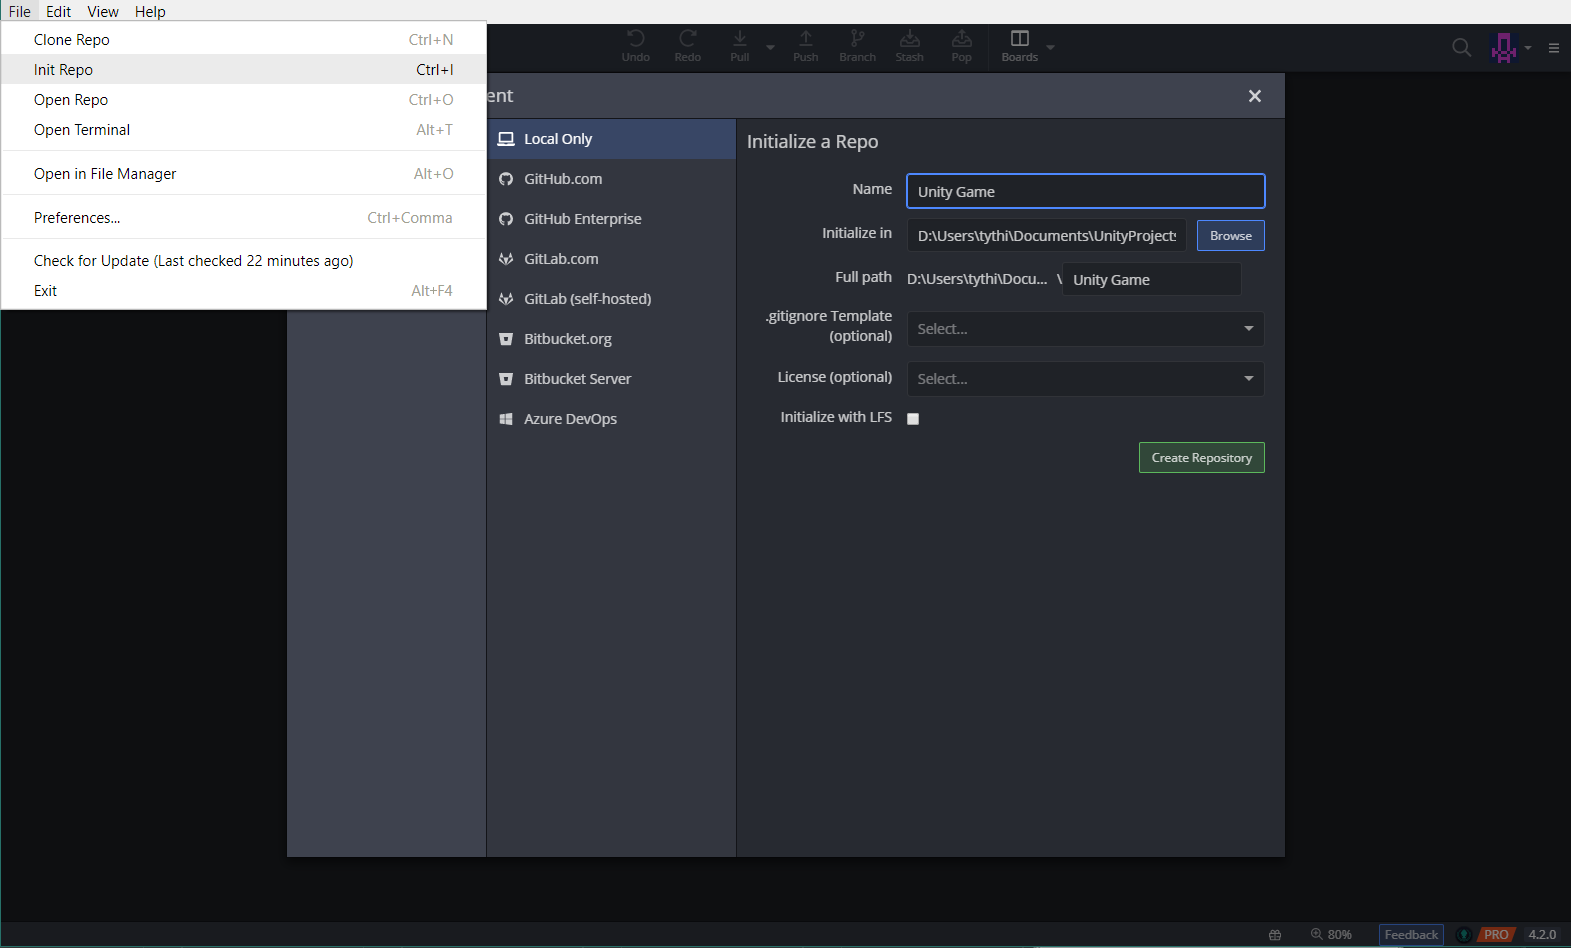 File Edit View Help
Clone Repo Ctrl+N
Init Repo Ctrl+I
Open Repo Ctrl+O
Open Terminal Alt+T
Open in File Manager Alt+O
Preferences... Ctrl+Comma
Check for Update (Last checked 22 minutes ago)
Exit Alt+F4
Undo Redo Pull Push Branch Stash Pop Boards
ent
Local Only
GitHub.com
GitHub Enterprise
GitLab.com
GitLab (self-hosted)
Bitbucket.org
Bitbucket Server
Azure DevOps
Initialize a Repo
Name Unity Game
Initialize in D:\Users\tythi\Documents\UnityProjects Browse
Full path D:\Users\tythi\Docu... \ Unity Game
.gitignore Template
(optional) Select...
License (optional) Select...
Initialize with LFS
Create Repository
80% Feedback PRO 4.2.0